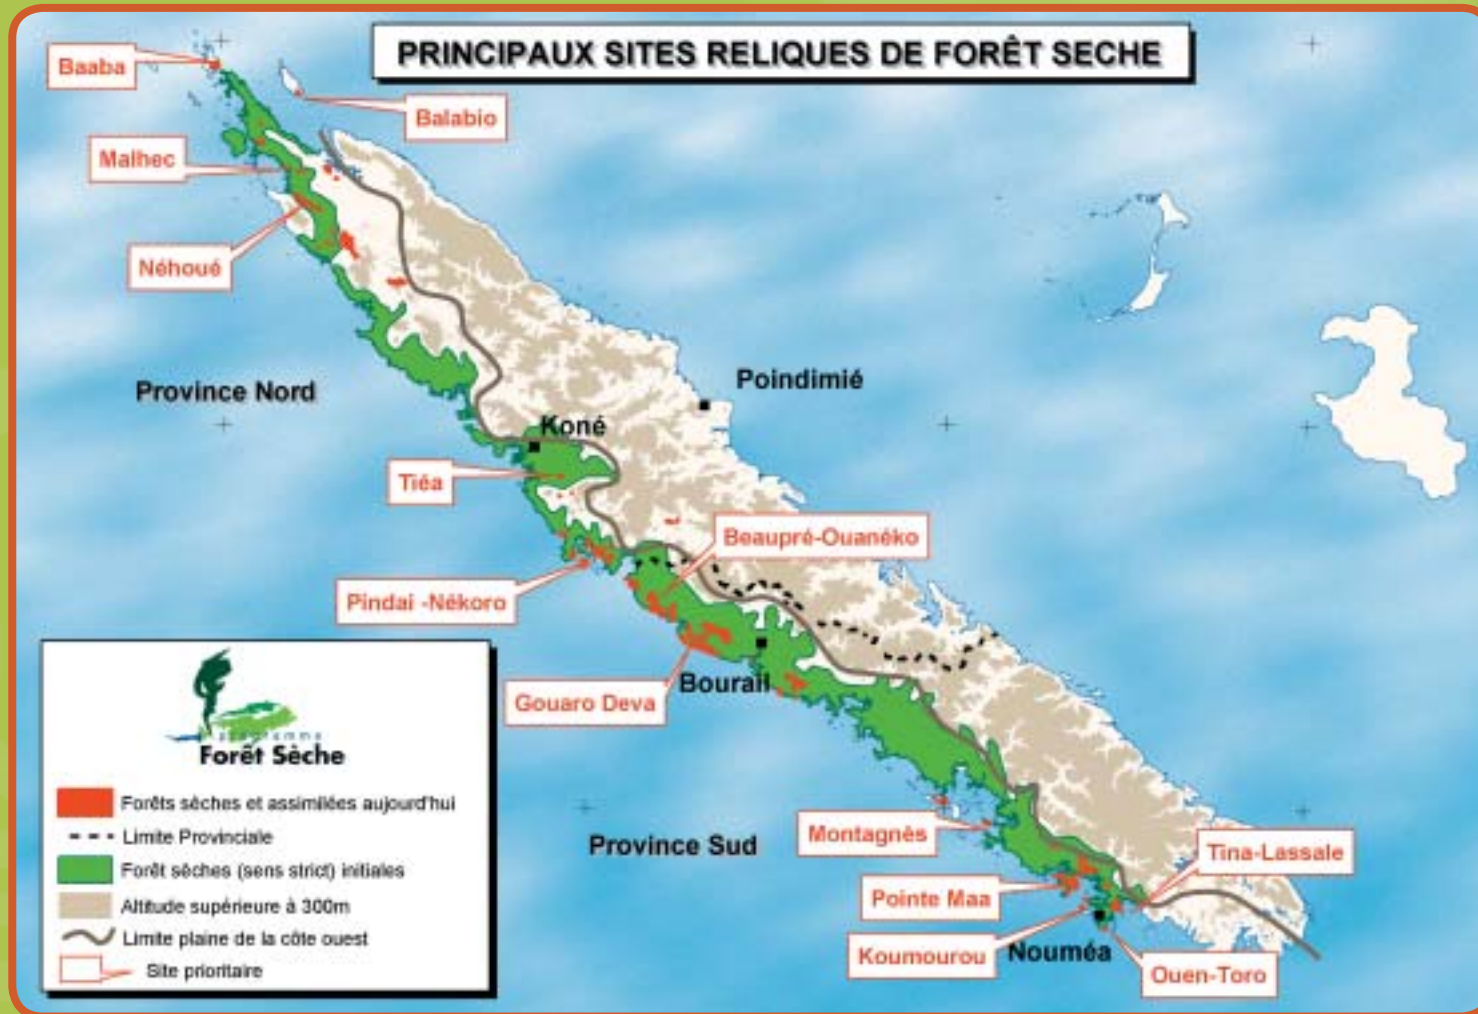 PRINCIPAUX SITES RELIQUES DE FORÊT SECHE
Baaba
Balabio
Malhec
Néhoué
Province Nord
Poindimié
Koné
Tiéa
Beaupré-Ouanéko
Pindai -Nékoro
Bourail
Gouaro Deva
Province Sud
Montagnès
Tina-Lassale
Pointe Maa
Koumourou
Nouméa
Ouen-Toro
programme
Forêt Sèche
Forêts sèches et assimilées aujourd'hui
Limite Provinciale
Forêt sèches (sens strict) initiales
Altitude supérieure à 300m
Limite plaine de la côte ouest
Site prioritaire